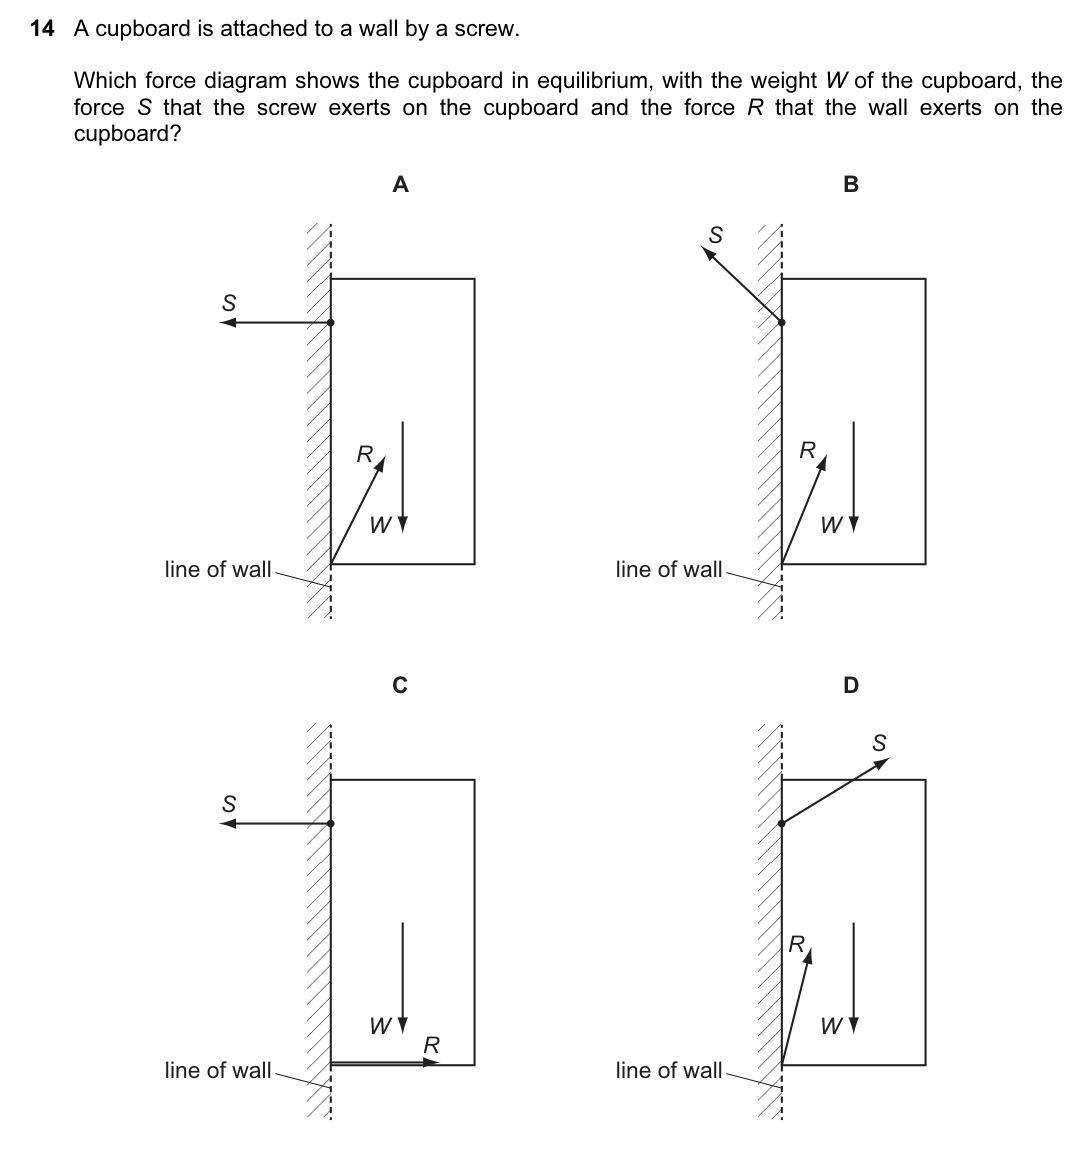 14 A cupboard is attached to a wall by a screw.
Which force diagram shows the cupboard in equilibrium, with the weight W of the cupboard, the
force S that the screw exerts on the cupboard and the force R that the wall exerts on the
cupboard?
A
B
S
S
R
W
R
W
line of wall
line of wall
C
D
S
S
W
R
R
W
line of wall
line of wall